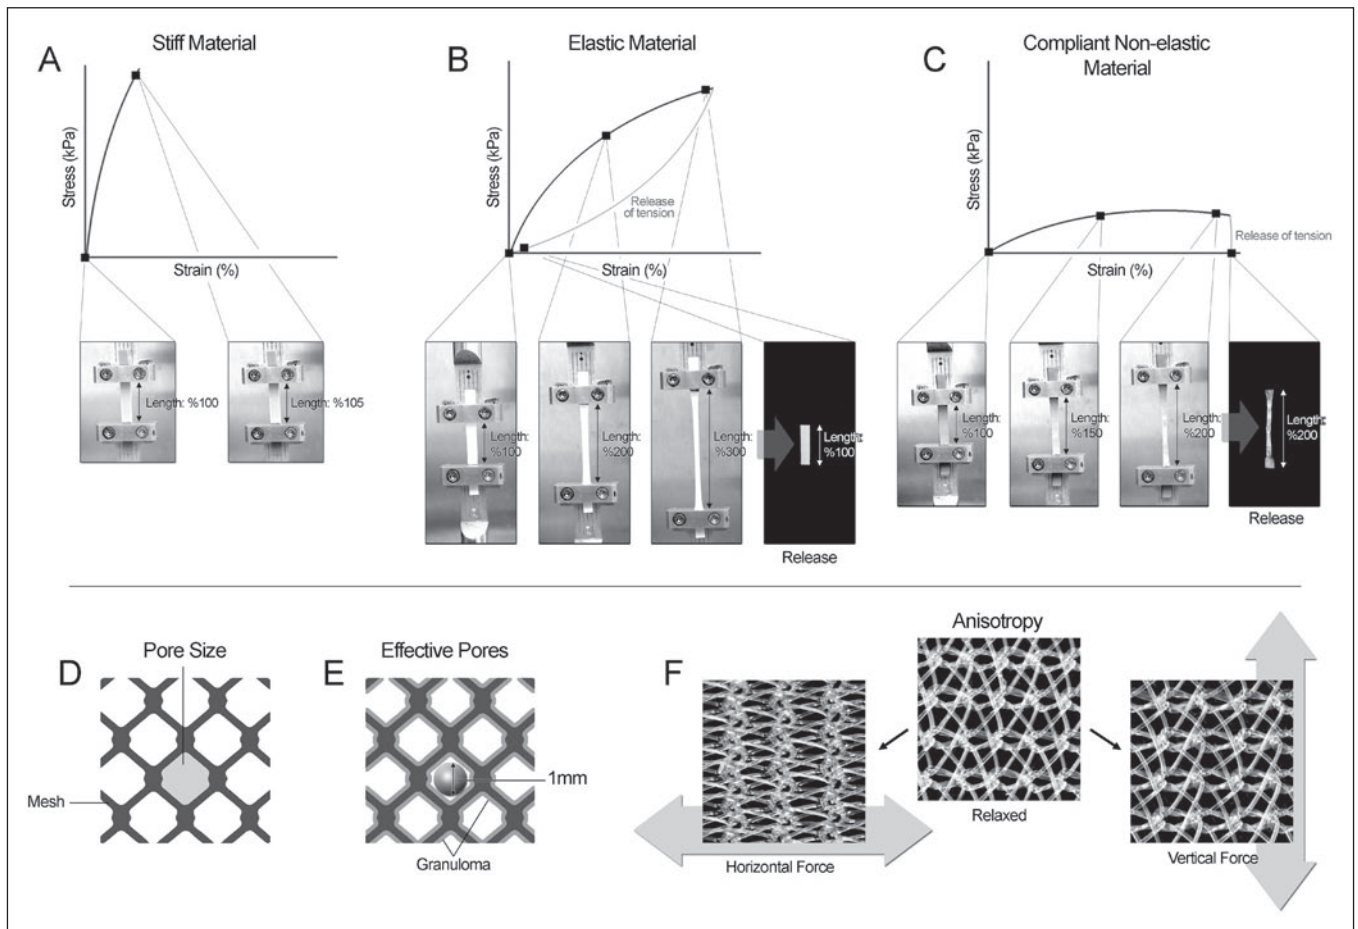 A
Stiff Material
Stress (kPa)
Strain (%)
Length: %100
Length: %105
B
Elastic Material
Stress (kPa)
Release
of tension
Strain (%)
Length:
%100
Length:
%200
Length:
%300
Length:
%100
Release
C
Compliant Non-elastic
Material
Stress (kPa)
Release of tension
Strain (%)
Length:
%100
Length:
%150
Length:
%200
Length:
%200
Release
D
Pore Size
Mesh
E
Effective Pores
1mm
Granuloma
F
Anisotropy
Relaxed
Horizontal Force
Vertical Force